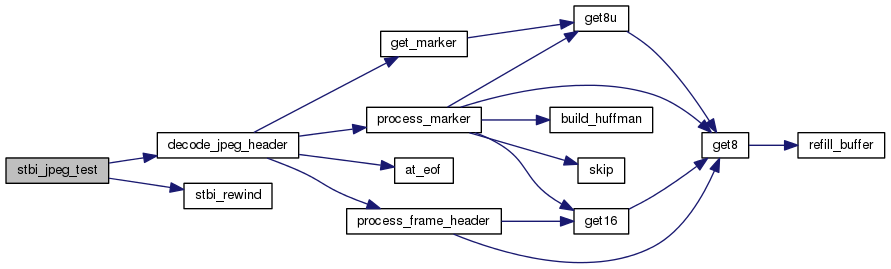 stbi_jpeg_test
decode_jpeg_header
stbi_rewind
get_marker
process_marker
at_eof
process_frame_header
get8u
build_huffman
skip
get16
get8
refill_buffer